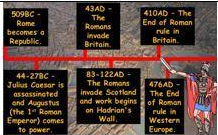 509BC -
Rome
becomes a
Republic.
43AD -
The
Romans
invade
Britain.
410AD - The
End of Roman
rule in
Britain.
44-27BC -
Julius Caesar is
assassinated
and Augustus
(the 1st Roman
Emperor) comes
to power.
83-122AD
The Romans
invade Scotland
and work begins
on Hadrian's
Wall.
476AD -
The End
of Roman
rule in
Western
Europe.